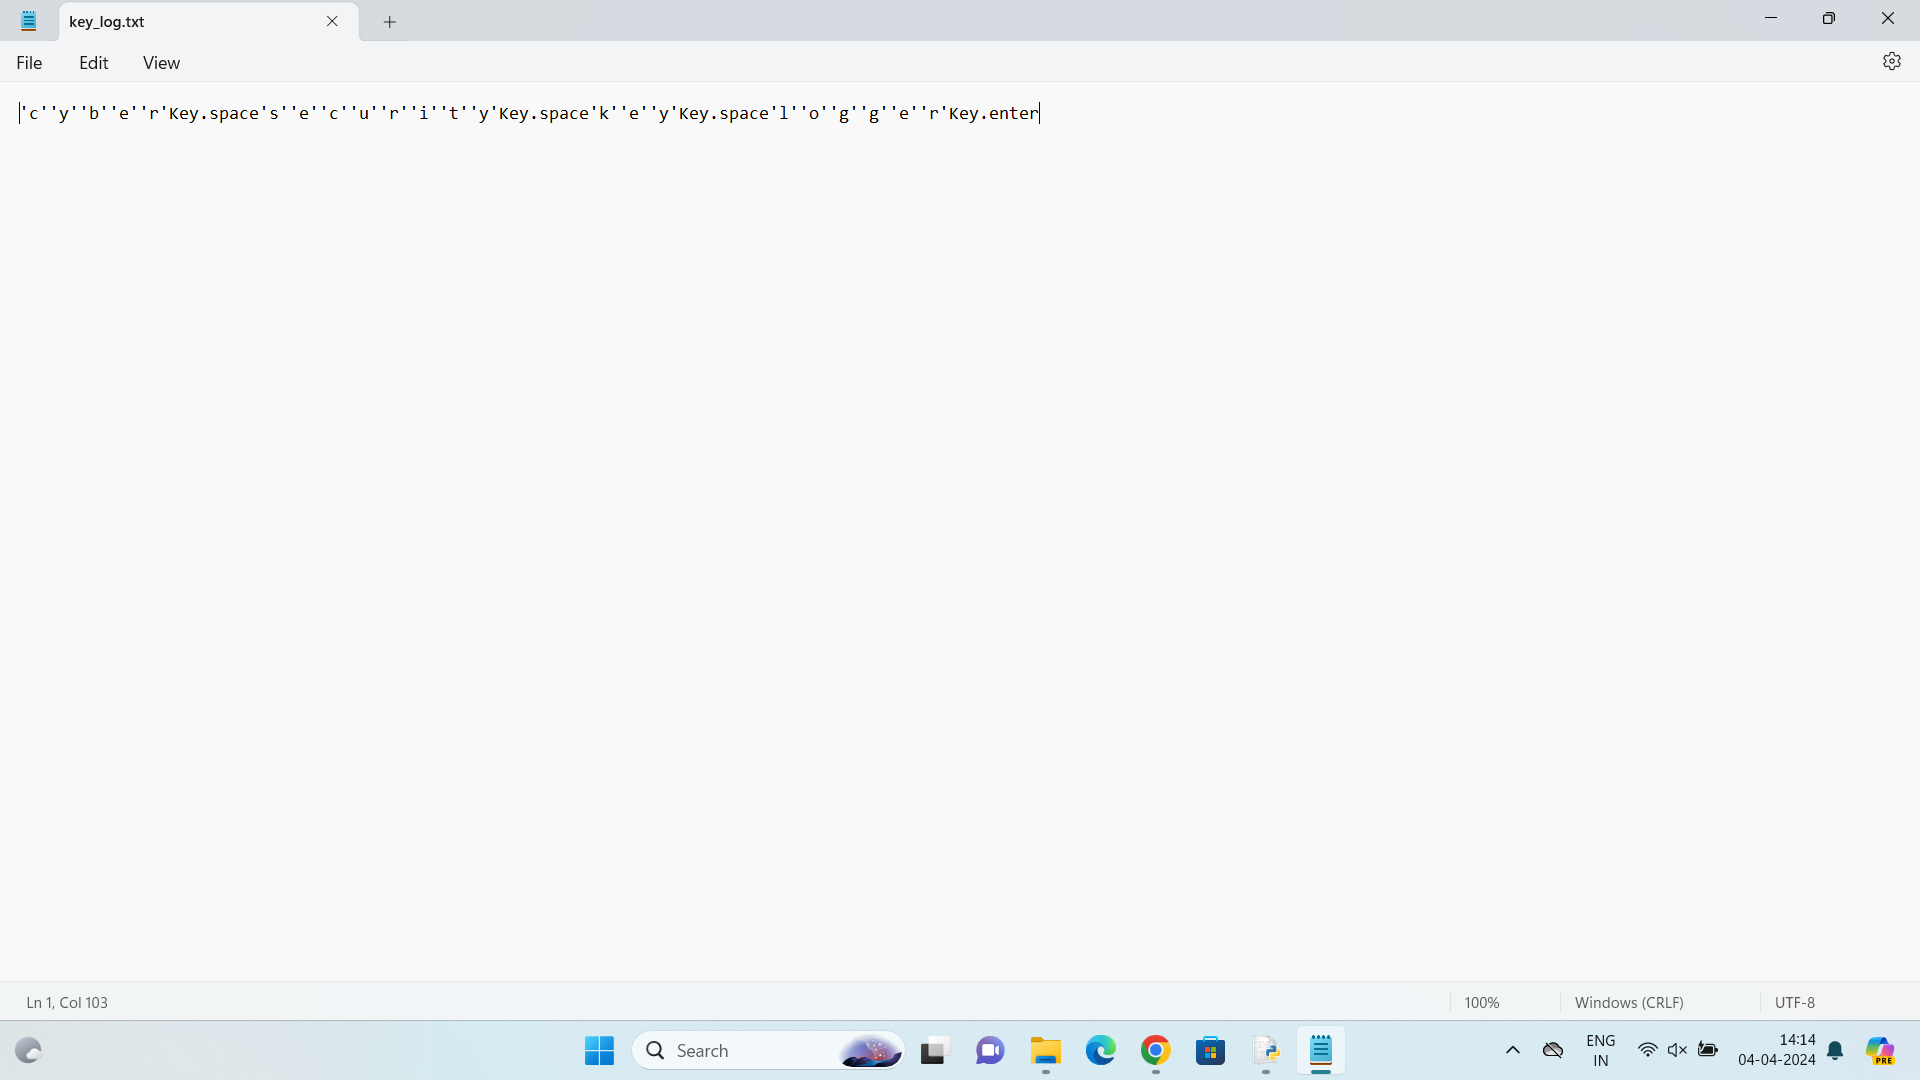 key_log.txt
File Edit View
'c''y''b''e''r'Key.space's''e''c''u''r''i''t''y'Key.space'k''e''y'Key.space'l''o''g''g''e''r'Key.enter
Ln 1, Col 103 100% Windows (CRLF) UTF-8
Search
ENG 14:14
IN 04-04-2024
PRE